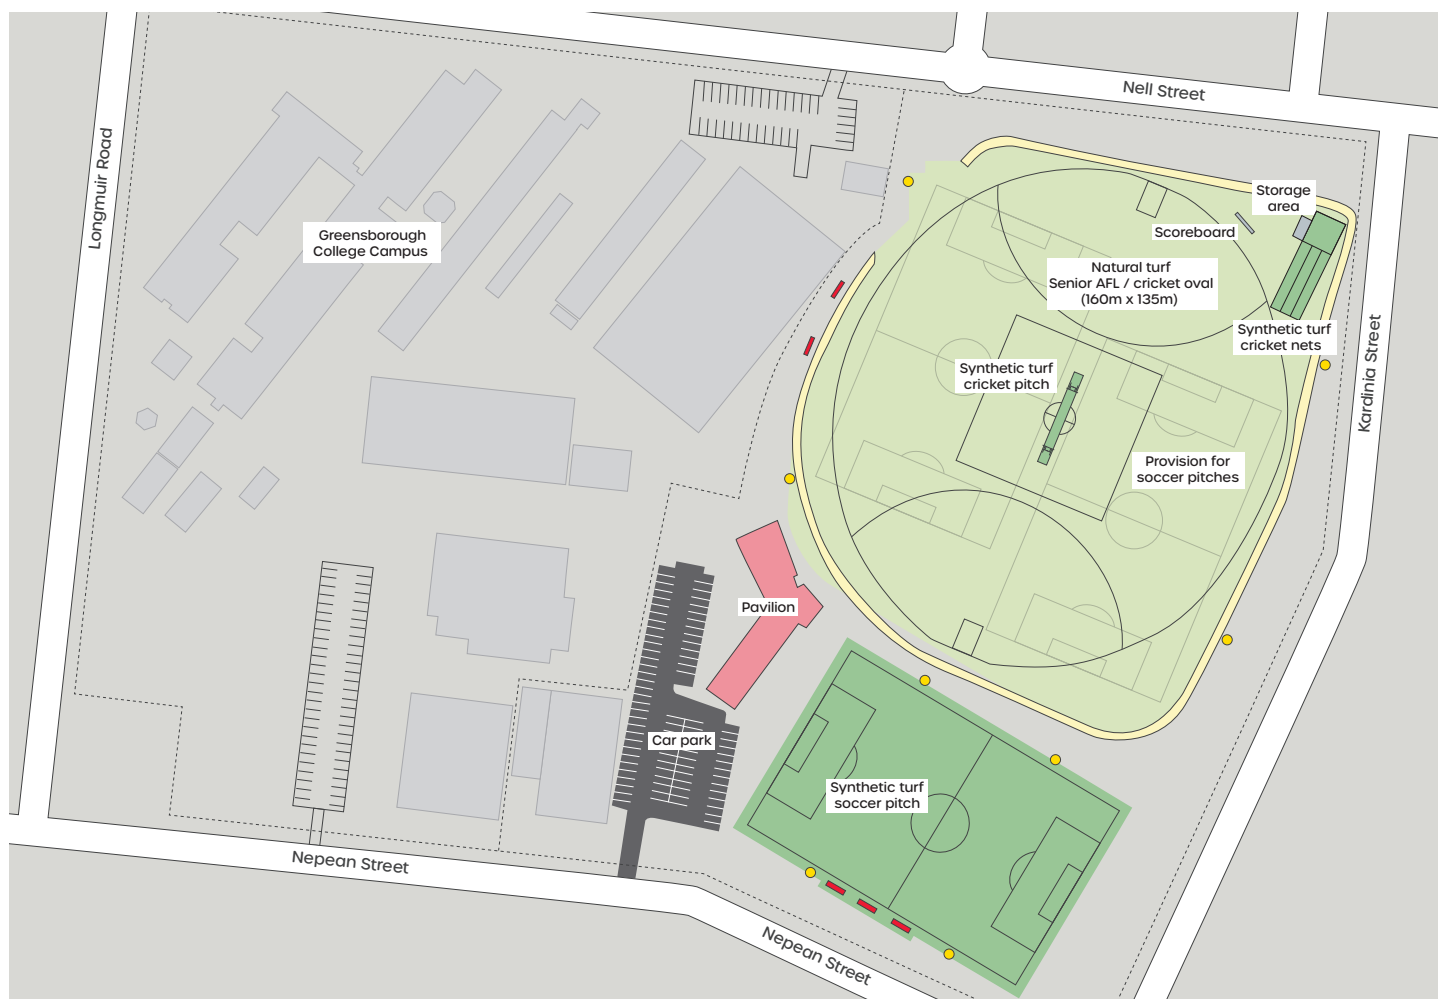 Nell Street
Longmuir Road
Storage
area
Greensborough
College Campus
Scoreboard
Natural turf
Senior AFL / cricket oval
(160m x 135m)
Synthetic turf
cricket nets
Kardinia Street
Synthetic turf
cricket pitch
Provision for
soccer pitches
Pavilion
Car park
Synthetic turf
soccer pitch
Nepean Street
Nepean Street